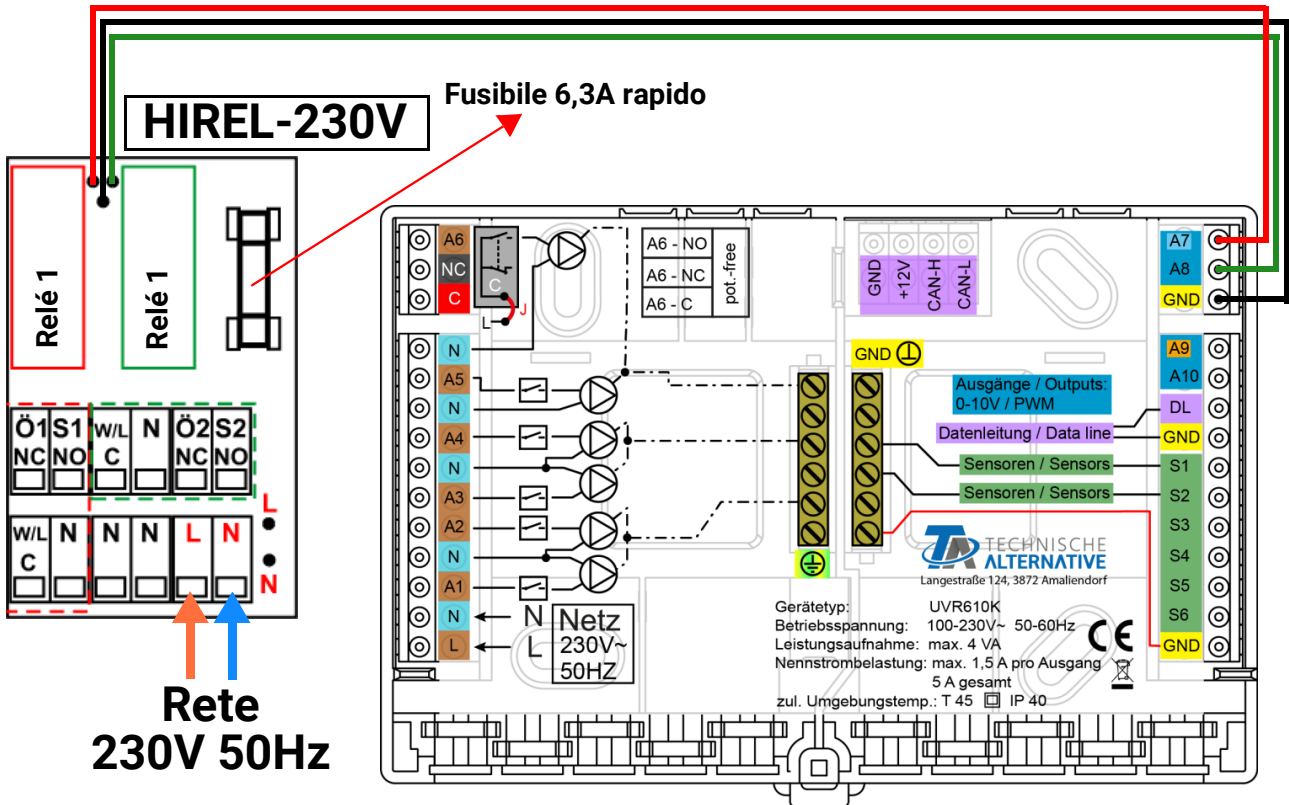 HIREL-230V
Fusibile 6,3A rapido
Relé 1
Relé 1
Ö1 S1 W/L N Ö2 S2
NC NO C NC NO
W/L N N N L N
C
L
N
Rete
230V 50Hz
A6
NC
C
C
J
L
A6 - NO
A6 - NC
A6 - C
pot.-free
GND
+12V
CAN-H
CAN-L
A7
A8
GND
N
A5
N
A4
N
A3
A2
N
A1
N
L
N
L
Netz
230V~
50HZ
GND
Ausgänge / Outputs:
0-10V / PWM
Datenleitung / Data line
Sensoren / Sensors
Sensoren / Sensors
A9
A10
DL
GND
S1
S2
S3
S4
S5
S6
GND
TA TECHNISCHE
ALTERNATIVE
Langestraße 124, 3872 Amaliendorf
Gerätetyp: UVR610K
Betriebsspannung: 100-230V~ 50-60Hz
Leistungsaufnahme: max. 4 VA
Nennstrombelastung: max. 1,5 A pro Ausgang
5 A gesamt
zul. Umgebungstemp.: T 45 IP 40
CE